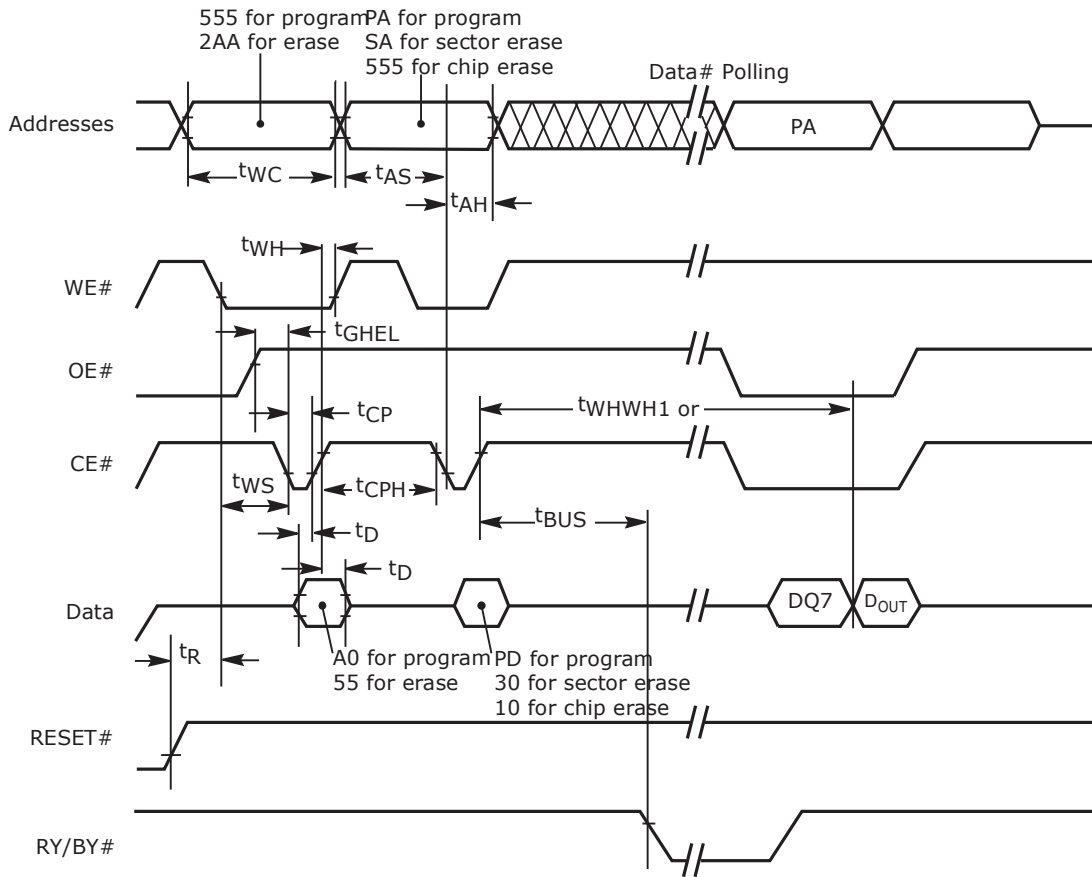 555 for program
2AA for erase
PA for program
SA for sector erase
555 for chip erase
Data# Polling
Addresses
PA
tWC
tAS
tAH
tWH
WE#
tGHEL
OE#
tCP
tWHWH1 or
CE#
tWS
tCPH
tBUS
tD
tD
Data
DQ7
DOUT
tR
A0 for program
55 for erase
PD for program
30 for sector erase
10 for chip erase
RESET#
RY/BY#